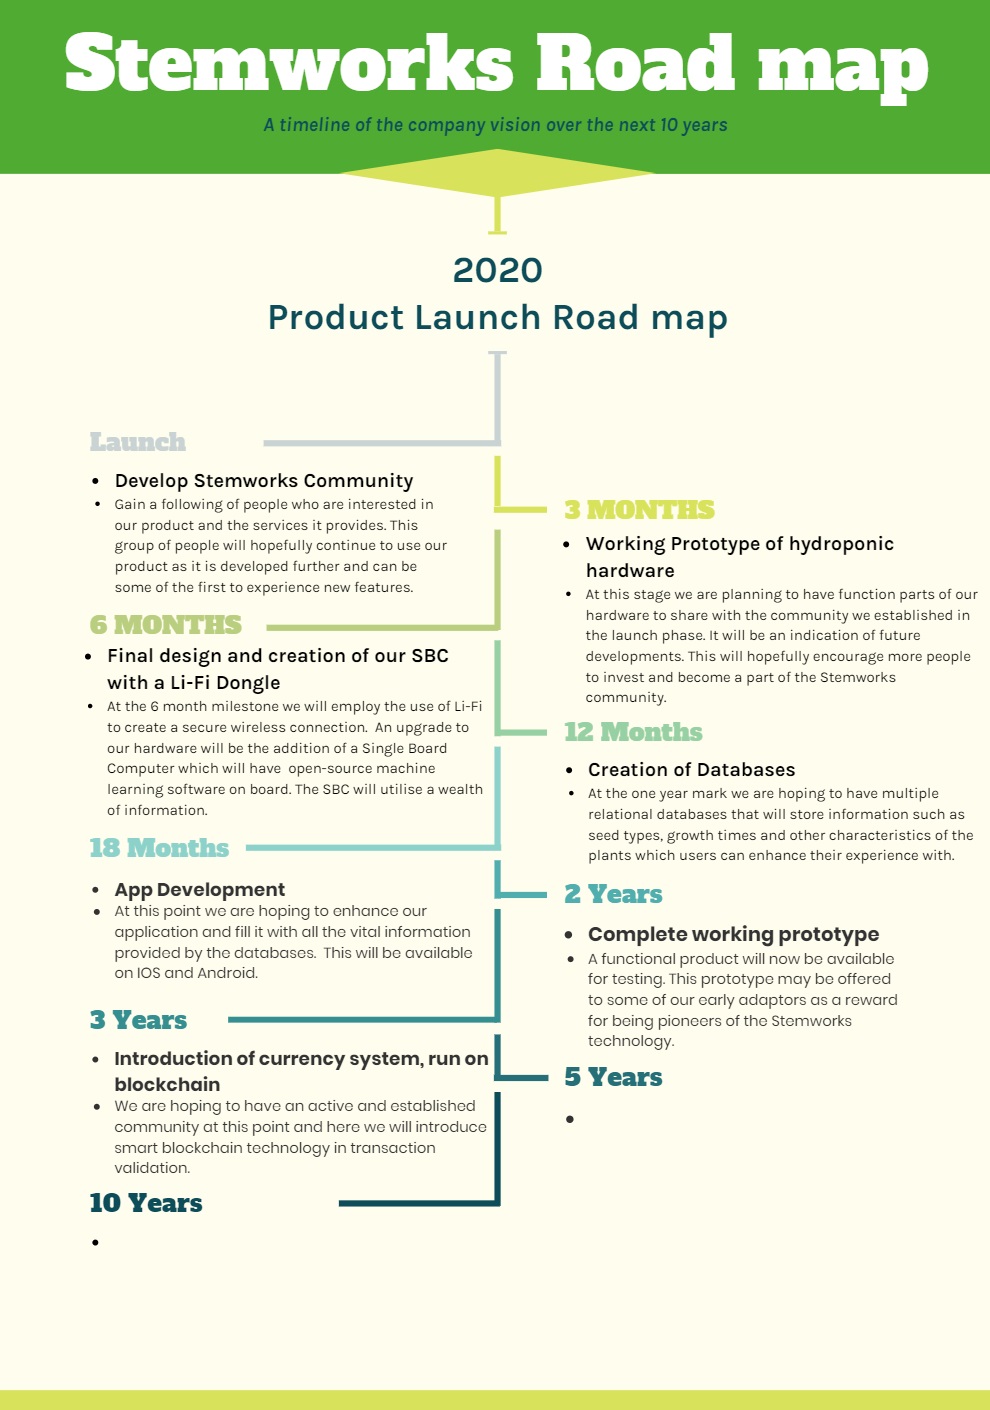 Stemworks Road map
A timeline of the company vision over the next 10 years
2020
Product Launch Road map
Launch
• Develop Stemworks Community
• Gain a following of people who are interested in
our product and the services it provides. This
group of people will hopefully continue to use our
product as it is developed further and can be
some of the first to experience new features.
3 MONTHS
• Working Prototype of hydroponic
hardware
• At this stage we are planning to have function parts of our
hardware to share with the community we established in
the launch phase. It will be an indication of future
developments. This will hopefully encourage more people
to invest and become a part of the Stemworks
community.
6 MONTHS
• Final design and creation of our SBC
with a Li-Fi Dongle
• At the 6 month milestone we will employ the use of Li-Fi
to create a secure wireless connection.  An upgrade to
our hardware will be the addition of a Single Board
Computer which will have  open-source machine
learning software on board. The SBC will utilise a wealth
of information.
12 Months
• Creation of Databases
• At the one year mark we are hoping to have multiple
relational databases that will store information such as
seed types, growth times and other characteristics of the
plants which users can enhance their experience with.
18 Months
• App Development
• At this point we are hoping to enhance our
application and fill it with all the vital information
provided by the databases.  This will be available
on IOS and Android.
2 Years
• Complete working prototype
• A functional product will now be available
for testing. This prototype may be offered
to some of our early adaptors as a reward
for being pioneers of the Stemworks
technology.
3 Years
• Introduction of currency system, run on
blockchain
• We are hoping to have an active and established
community at this point and here we will introduce
smart blockchain technology in transaction
validation.
5 Years
•
10 Years
•